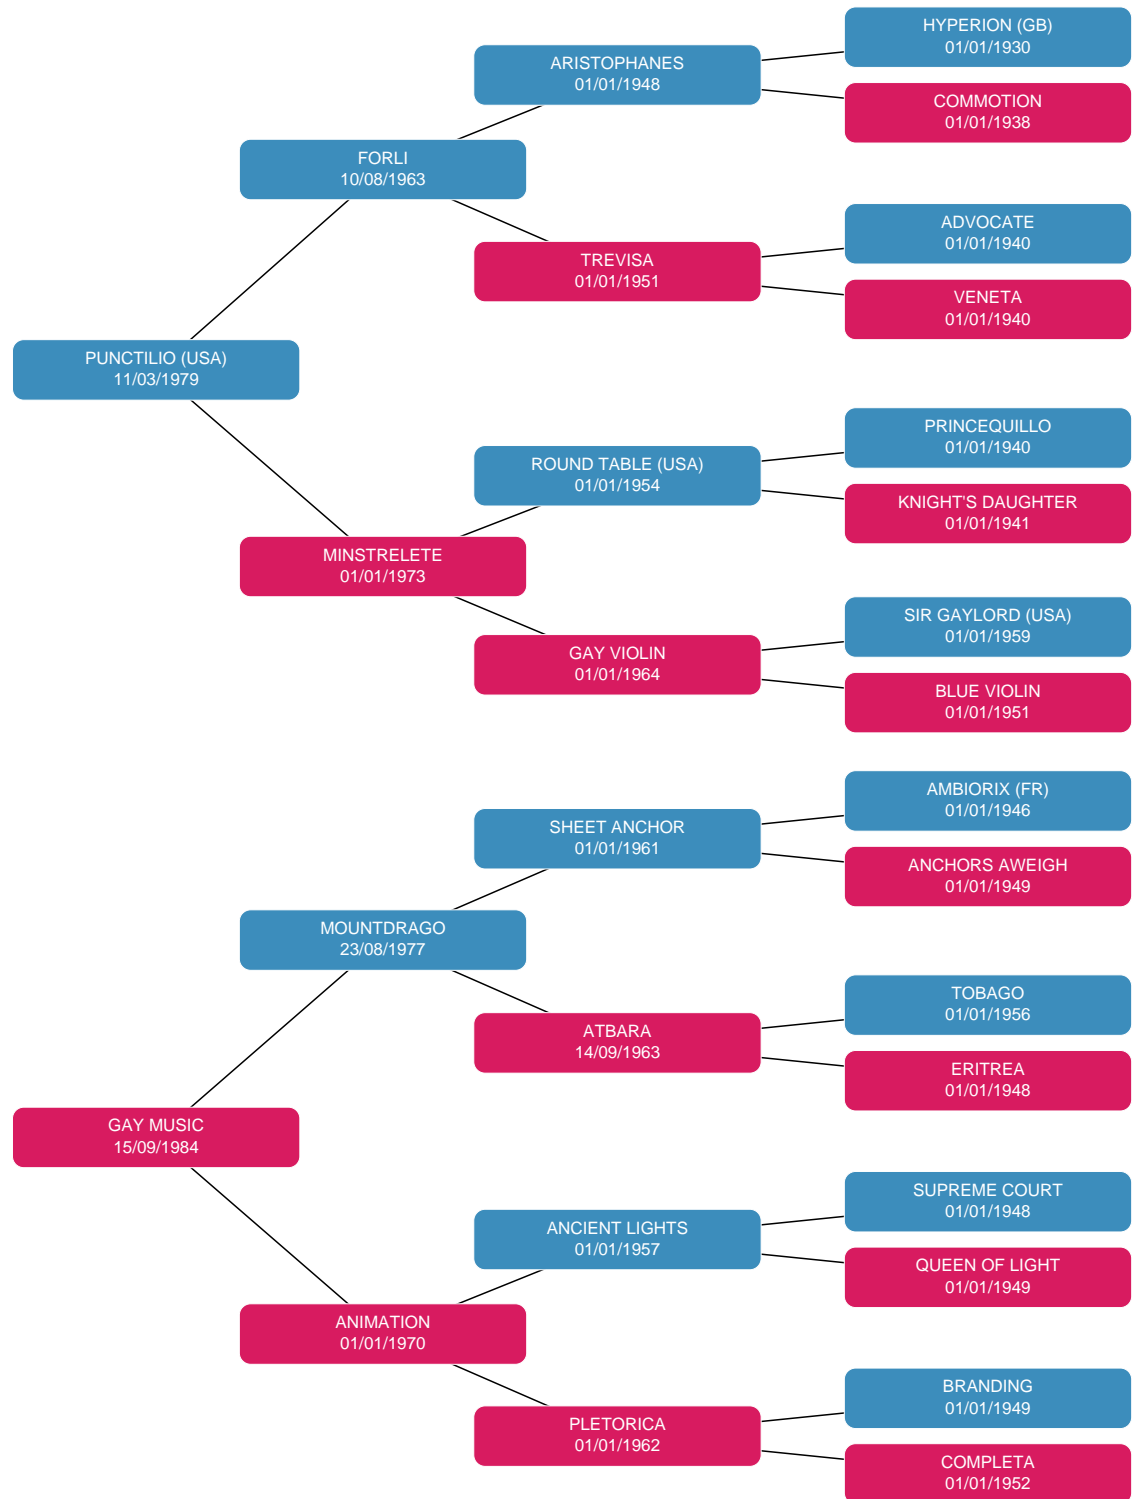 HYPERION (GB)
01/01/1930
ARISTOPHANES
01/01/1948
COMMOTION
01/01/1938
FORLI
10/08/1963
ADVOCATE
01/01/1940
TREVISA
01/01/1951
VENETA
01/01/1940
PUNCTILIO (USA)
11/03/1979
PRINCEQUILLO
01/01/1940
ROUND TABLE (USA)
01/01/1954
KNIGHT'S DAUGHTER
01/01/1941
MINSTRELETE
01/01/1973
SIR GAYLORD (USA)
01/01/1959
GAY VIOLIN
01/01/1964
BLUE VIOLIN
01/01/1951
AMBIORIX (FR)
01/01/1946
SHEET ANCHOR
01/01/1961
ANCHORS AWEIGH
01/01/1949
MOUNTDRAGO
23/08/1977
TOBAGO
01/01/1956
ATBARA
14/09/1963
ERITREA
01/01/1948
GAY MUSIC
15/09/1984
SUPREME COURT
01/01/1948
ANCIENT LIGHTS
01/01/1957
QUEEN OF LIGHT
01/01/1949
ANIMATION
01/01/1970
BRANDING
01/01/1949
PLETORICA
01/01/1962
COMPLETA
01/01/1952